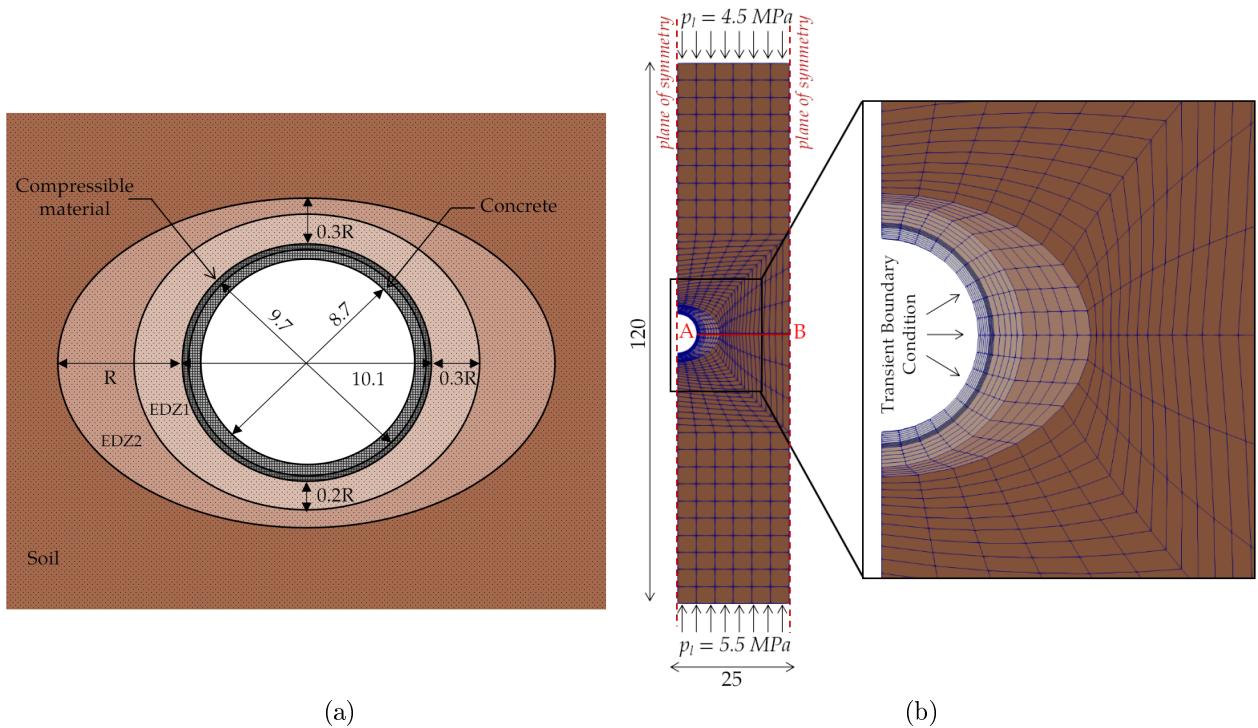 Compressible
material
Concrete
0.3R
9.7
8.7
R
10.1
0.3R
EDZ1
EDZ2
0.2R
Soil
(a)
p_l = 4.5 MPa
plane of symmetry
plane of symmetry
120
A
B
p_l = 5.5 MPa
25
Transient Boundary
Condition
(b)